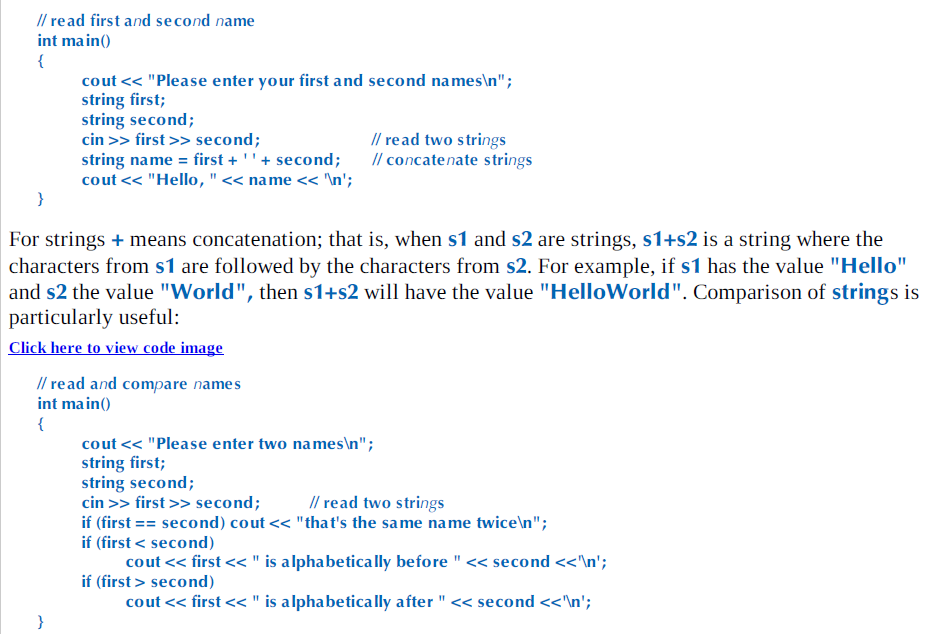 // read first and second name
int main()
{
cout << "Please enter your first and second names\n";
string first;
string second;
cin >> first >> second; // read two strings
string name = first + ' ' + second; // concatenate strings
cout << "Hello, " << name << '\n';
}
For strings + means concatenation; that is, when s1 and s2 are strings, s1+s2 is a string where the
characters from s1 are followed by the characters from s2. For example, if s1 has the value "Hello"
and s2 the value "World", then s1+s2 will have the value "HelloWorld". Comparison of strings is
particularly useful:
Click here to view code image
// read and compare names
int main()
{
cout << "Please enter two names\n";
string first;
string second;
cin >> first >> second; // read two strings
if (first == second) cout << "that's the same name twice\n";
if (first < second)
cout << first << " is alphabetically before " << second <<'\n';
if (first > second)
cout << first << " is alphabetically after " << second <<'\n';
}